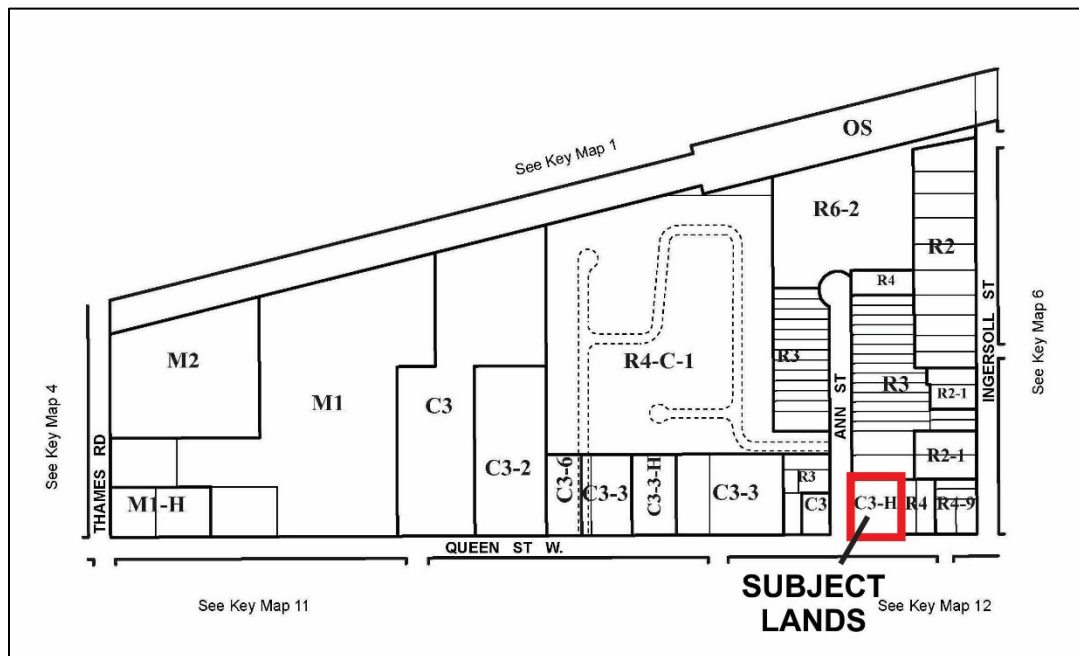 OS
See Key Map 1
R6-2
R2
R4
M2
R3
R4-C-1
M1
C3
R3
R2-1
See Key Map 4
See Key Map 6
THAMES RD
ANN ST
INGERSOLL ST
C3-2
R2-1
C3-6
C3-3
C3-3-H
C3-3
R3
M1-H
C3
C3-H
R4
R4-9
QUEEN ST W.
SUBJECT
LANDS
See Key Map 11
See Key Map 12